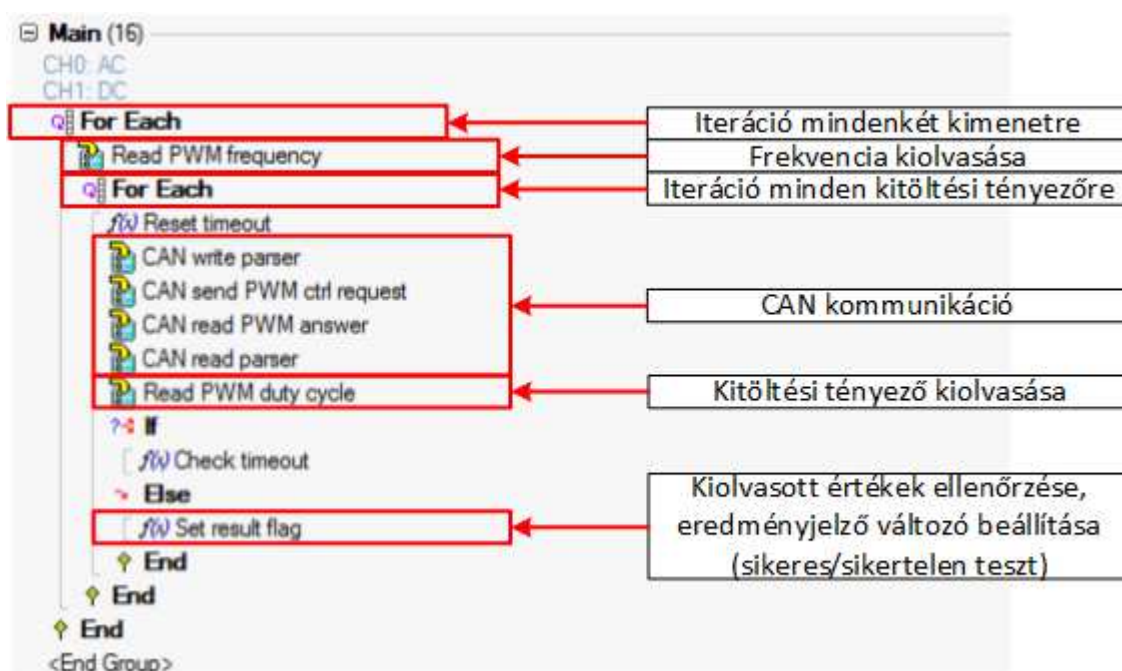 Main (16)
CH0: AC
CH1: DC
For Each
Iteráció mindenkét kimenetre
Read PWM frequency
Frekvencia kiolvasása
For Each
Iteráció minden kitöltési tényezőre
f(x) Reset timeout
CAN write parser
CAN send PWM ctrl request
CAN read PWM answer
CAN read parser
CAN kommunikáció
Read PWM duty cycle
Kitöltési tényező kiolvasása
If
f(x) Check timeout
Else
f(x) Set result flag
Kiolvasott értékek ellenőrzése,
eredményjelző változó beállítása
(sikeres/sikertelen teszt)
End
End
End
<End Group>